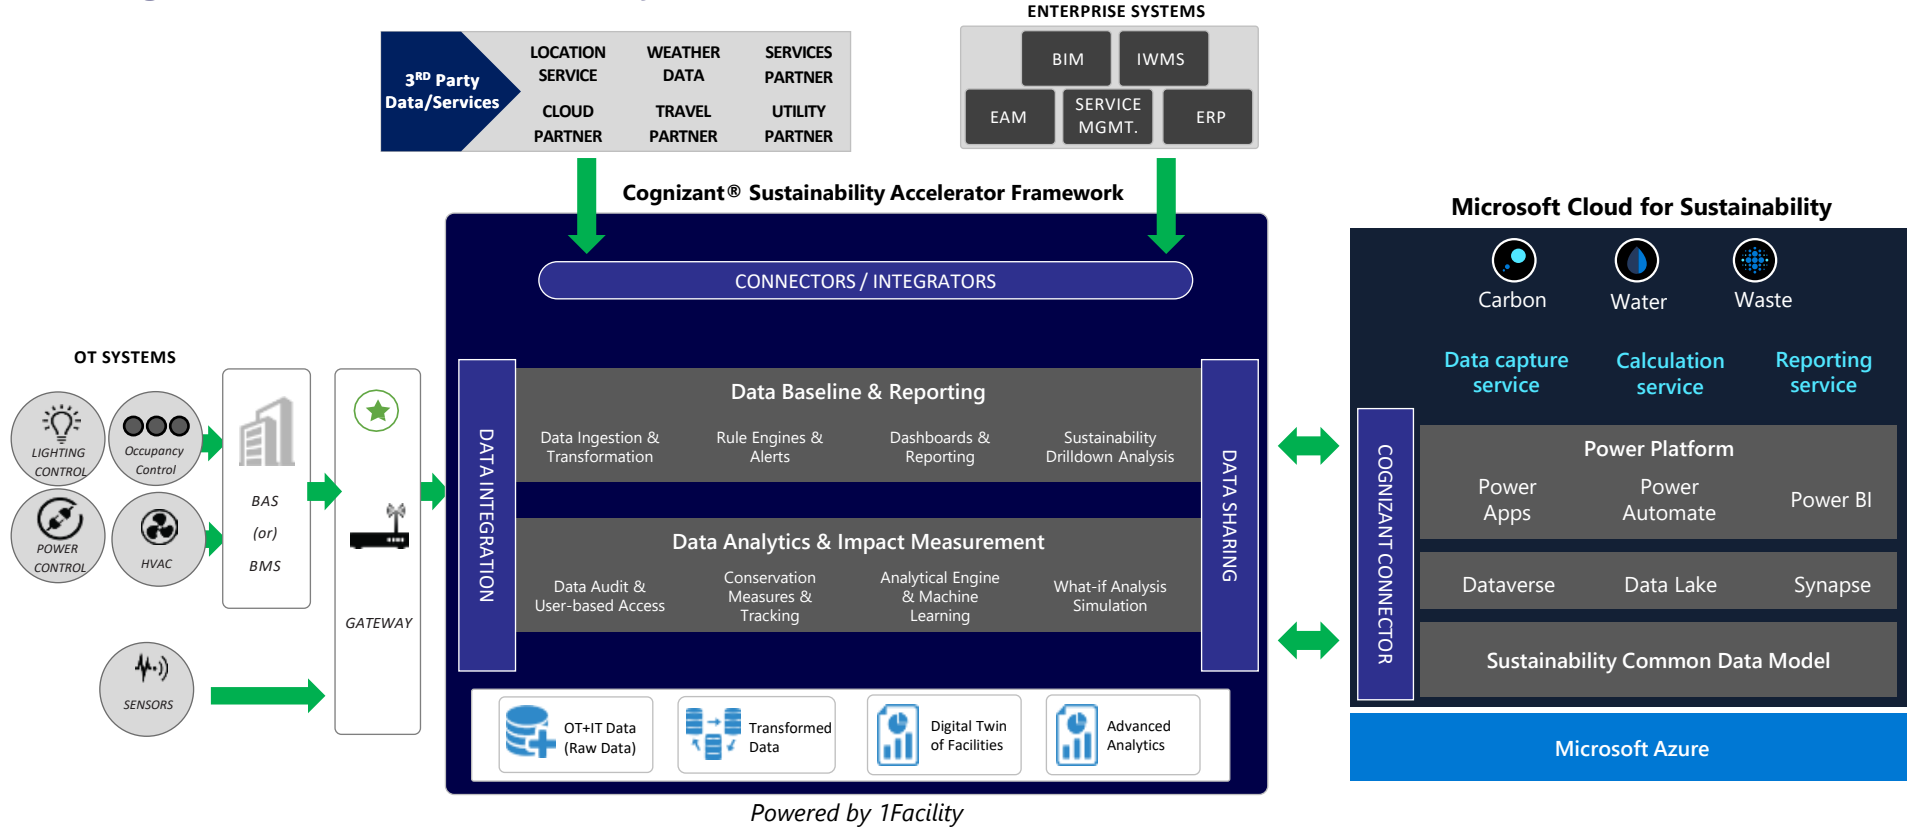 ENTERPRISE SYSTEMS
3RD Party
Data/Services
LOCATION
SERVICE
WEATHER
DATA
SERVICES
PARTNER
CLOUD
PARTNER
TRAVEL
PARTNER
UTILITY
PARTNER
BIM
IWMS
EAM
SERVICE
MGMT.
ERP
Cognizant® Sustainability Accelerator Framework
CONNECTORS / INTEGRATORS
OT SYSTEMS
LIGHTING
CONTROL
Occupancy
Control
POWER
CONTROL
HVAC
SENSORS
BAS
(or)
BMS
GATEWAY
DATA INTEGRATION
Data Baseline & Reporting
Data Ingestion &
Transformation
Rule Engines &
Alerts
Dashboards &
Reporting
Sustainability
Drilldown Analysis
Data Analytics & Impact Measurement
Data Audit &
User-based Access
Conservation
Measures &
Tracking
Analytical Engine
& Machine
Learning
What-if Analysis
Simulation
DATA SHARING
OT+IT Data
(Raw Data)
Transformed
Data
Digital Twin
of Facilities
Advanced
Analytics
Powered by 1Facility
Microsoft Cloud for Sustainability
Carbon
Water
Waste
Data capture
service
Calculation
service
Reporting
service
COGNIZANT CONNECTOR
Power Platform
Power
Apps
Power
Automate
Power BI
Dataverse
Data Lake
Synapse
Sustainability Common Data Model
Microsoft Azure